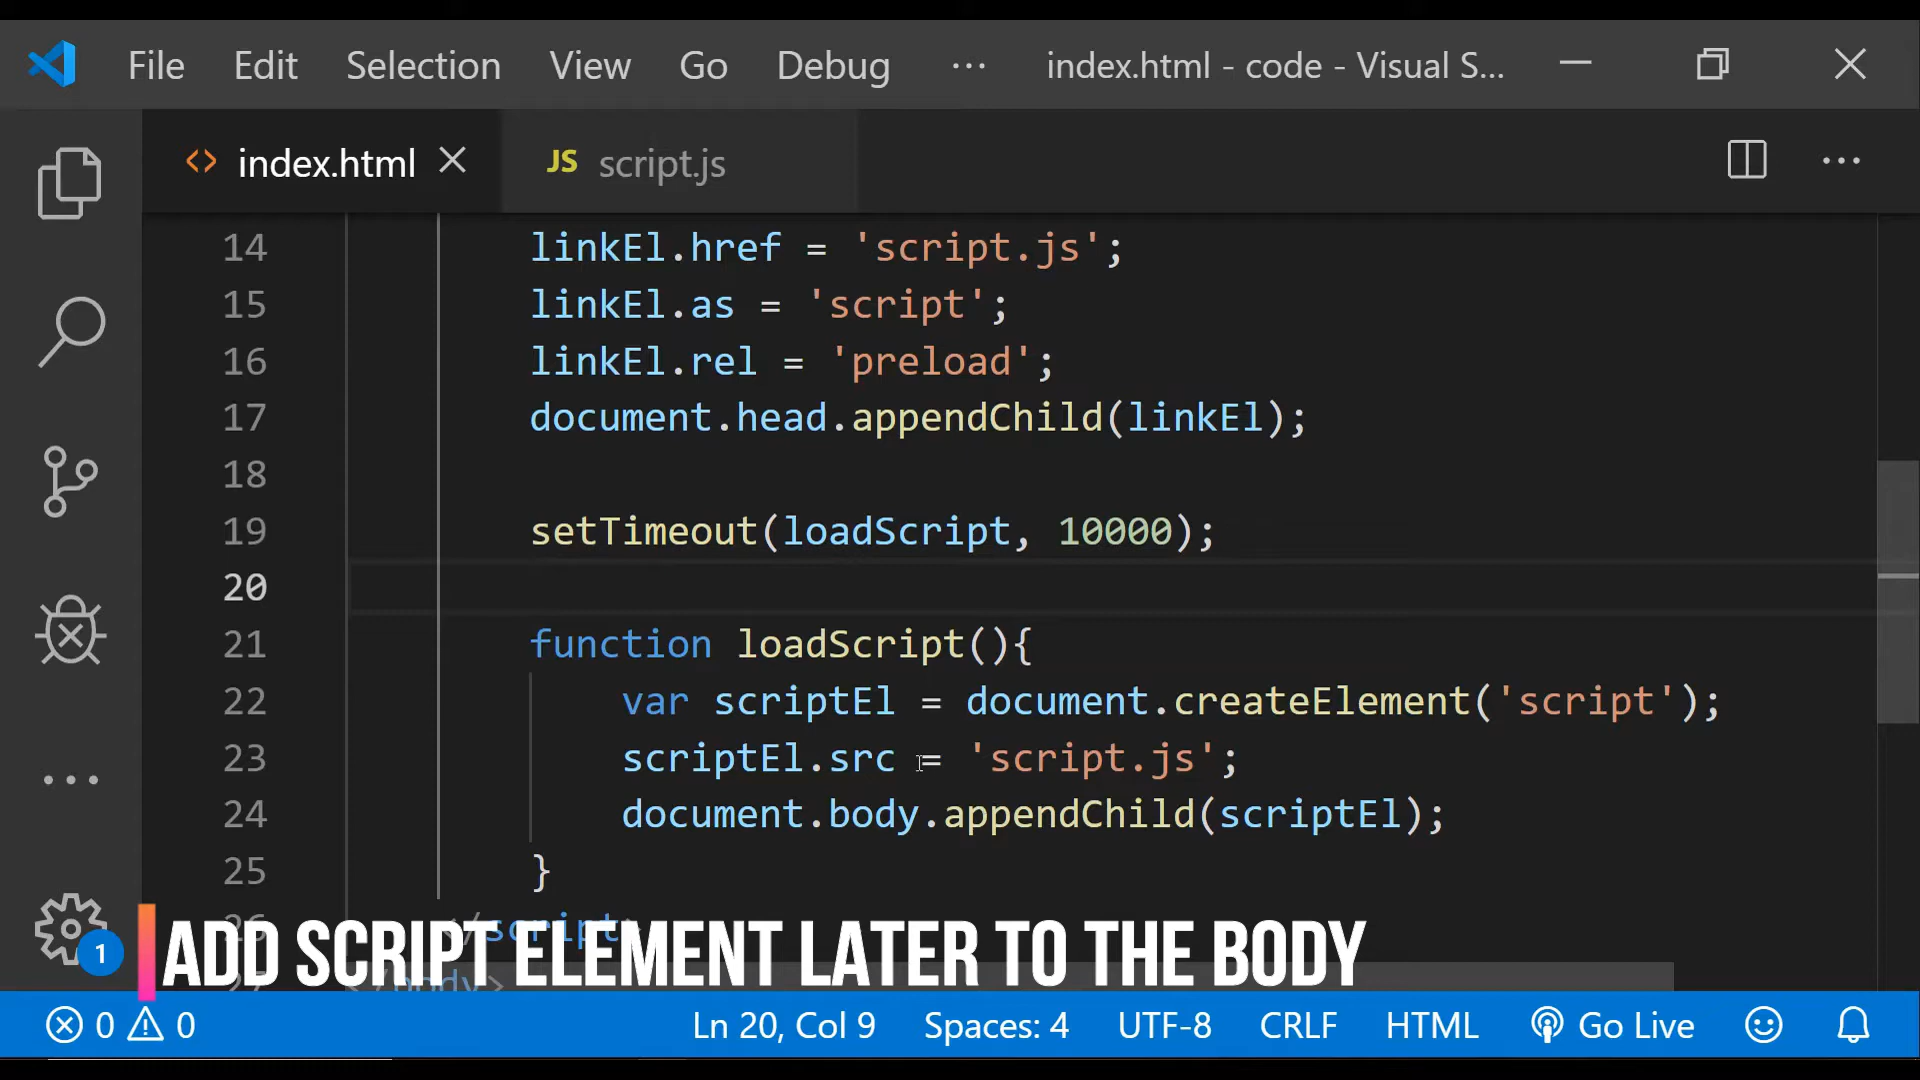 File Edit Selection View Go Debug ··· index.html - code - Visual S...
index.html JS script.js
14 linkEl.href = 'script.js';
15 linkEl.as = 'script';
16 linkEl.rel = 'preload';
17 document.head.appendChild(linkEl);
18
19 setTimeout(loadScript, 10000);
20
21 function loadScript(){
22 var scriptEl = document.createElement('script');
23 scriptEl.src = 'script.js';
24 document.body.appendChild(scriptEl);
25 }
26 </script>
</body>
1
ADD SCRIPT ELEMENT LATER TO THE BODY
0 0 Ln 20, Col 9 Spaces: 4 UTF-8 CRLF HTML Go Live